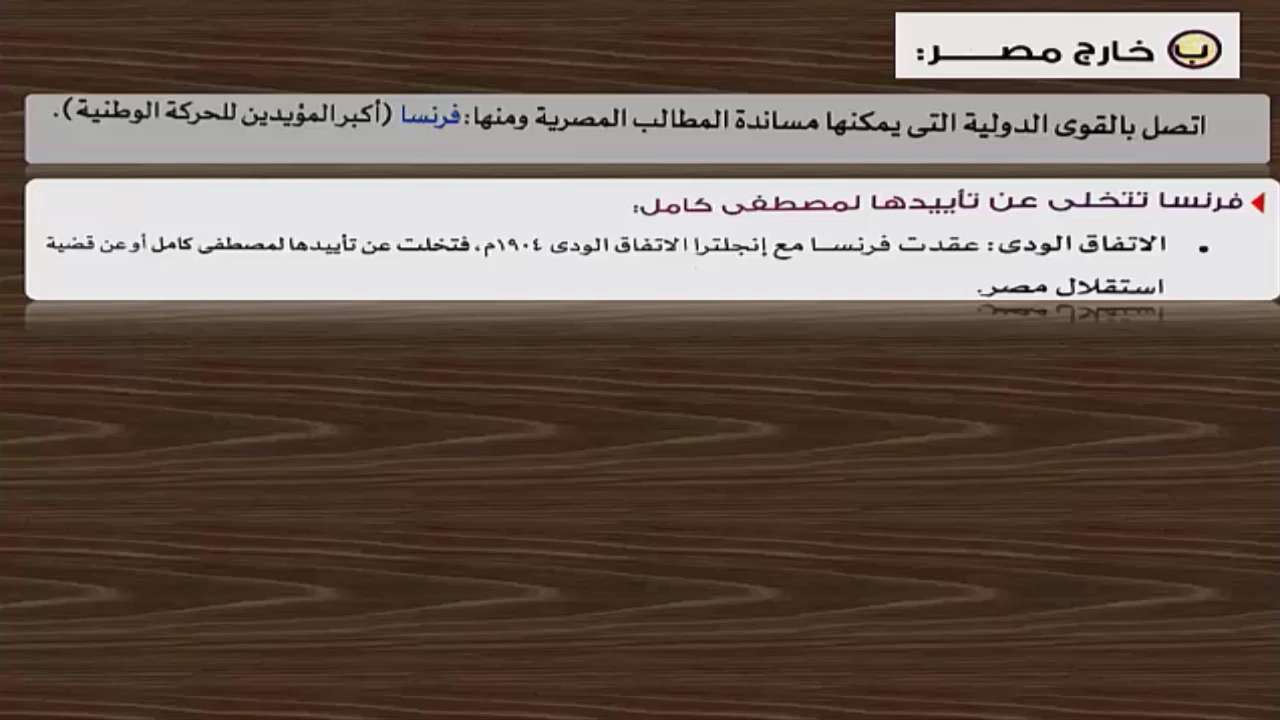 ب خارج مصـــــر:
اتصل بالقوى الدولية التى يمكنها مساندة المطالب المصرية ومنها: فرنسا (أكبر المؤيدين للحركة الوطنية).
فرنسا تتخلى عن تأييدها لمصطفى كامل:
• الاتفاق الودى: عقدت فرنسـا مع إنجلترا الاتفاق الودى ١٩٠٤م، فتخلت عن تأييدها لمصطفى كامل أو عن قضية
استقلال مصر.